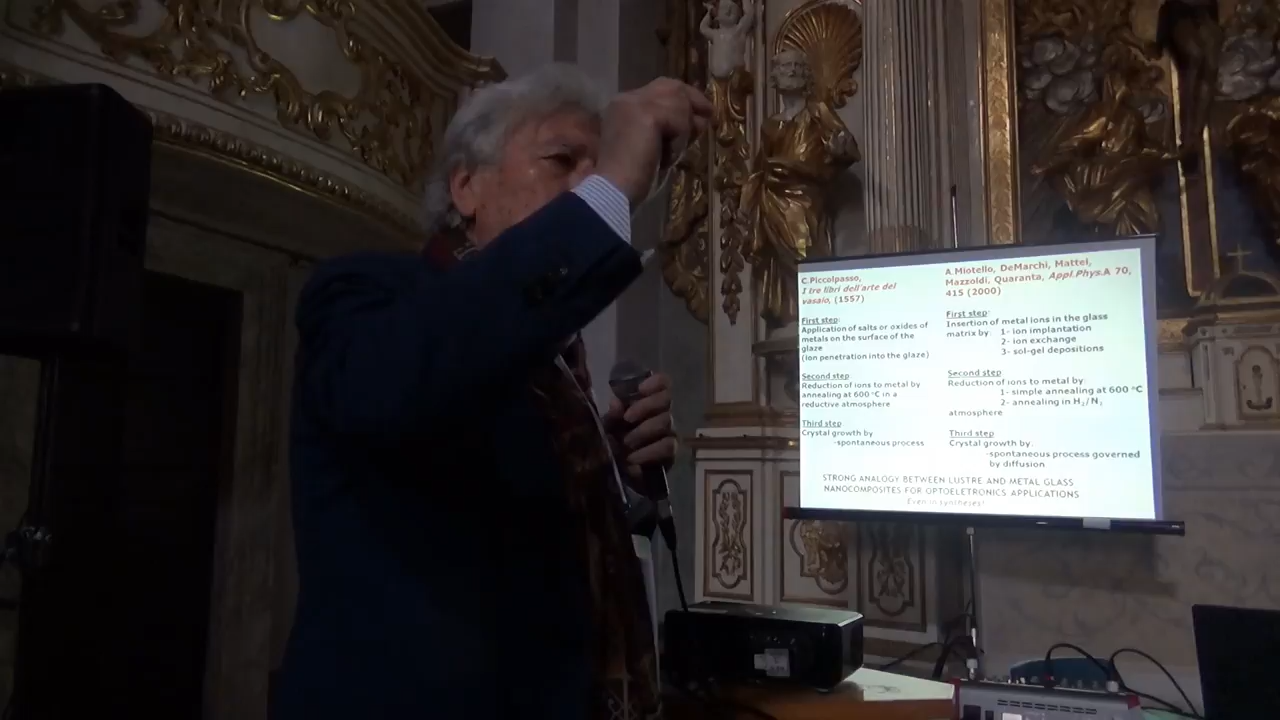 C.Piccolpasso,
I tre libri dell'arte del
vasaio, (1557)
First step:
Application of salts or oxides of
metals on the surface of the
glaze
(ion penetration into the glaze)
Second step
Reduction of ions to metal by
annealing at 600 °C in a
reductive atmosphere
Third step
Crystal growth by
-spontaneous process
A.Miotello, DeMarchi, Mattei,
Mazzoldi, Quaranta, Appl.Phys.A 70,
415 (2000)
First step:
Insertion of metal ions in the glass
matrix by: 1- ion implantation
2- ion exchange
3- sol-gel depositions
Second step
Reduction of ions to metal by
1- simple annealing at 600 °C
2- annealing in H₂/N₂
atmosphere
Third step
Crystal growth by.
-spontaneous process governed
by diffusion
STRONG ANALOGY BETWEEN LUSTRE AND METAL GLASS
NANOCOMPOSITES FOR OPTOELETRONICS APPLICATIONS
Even in syntheses!